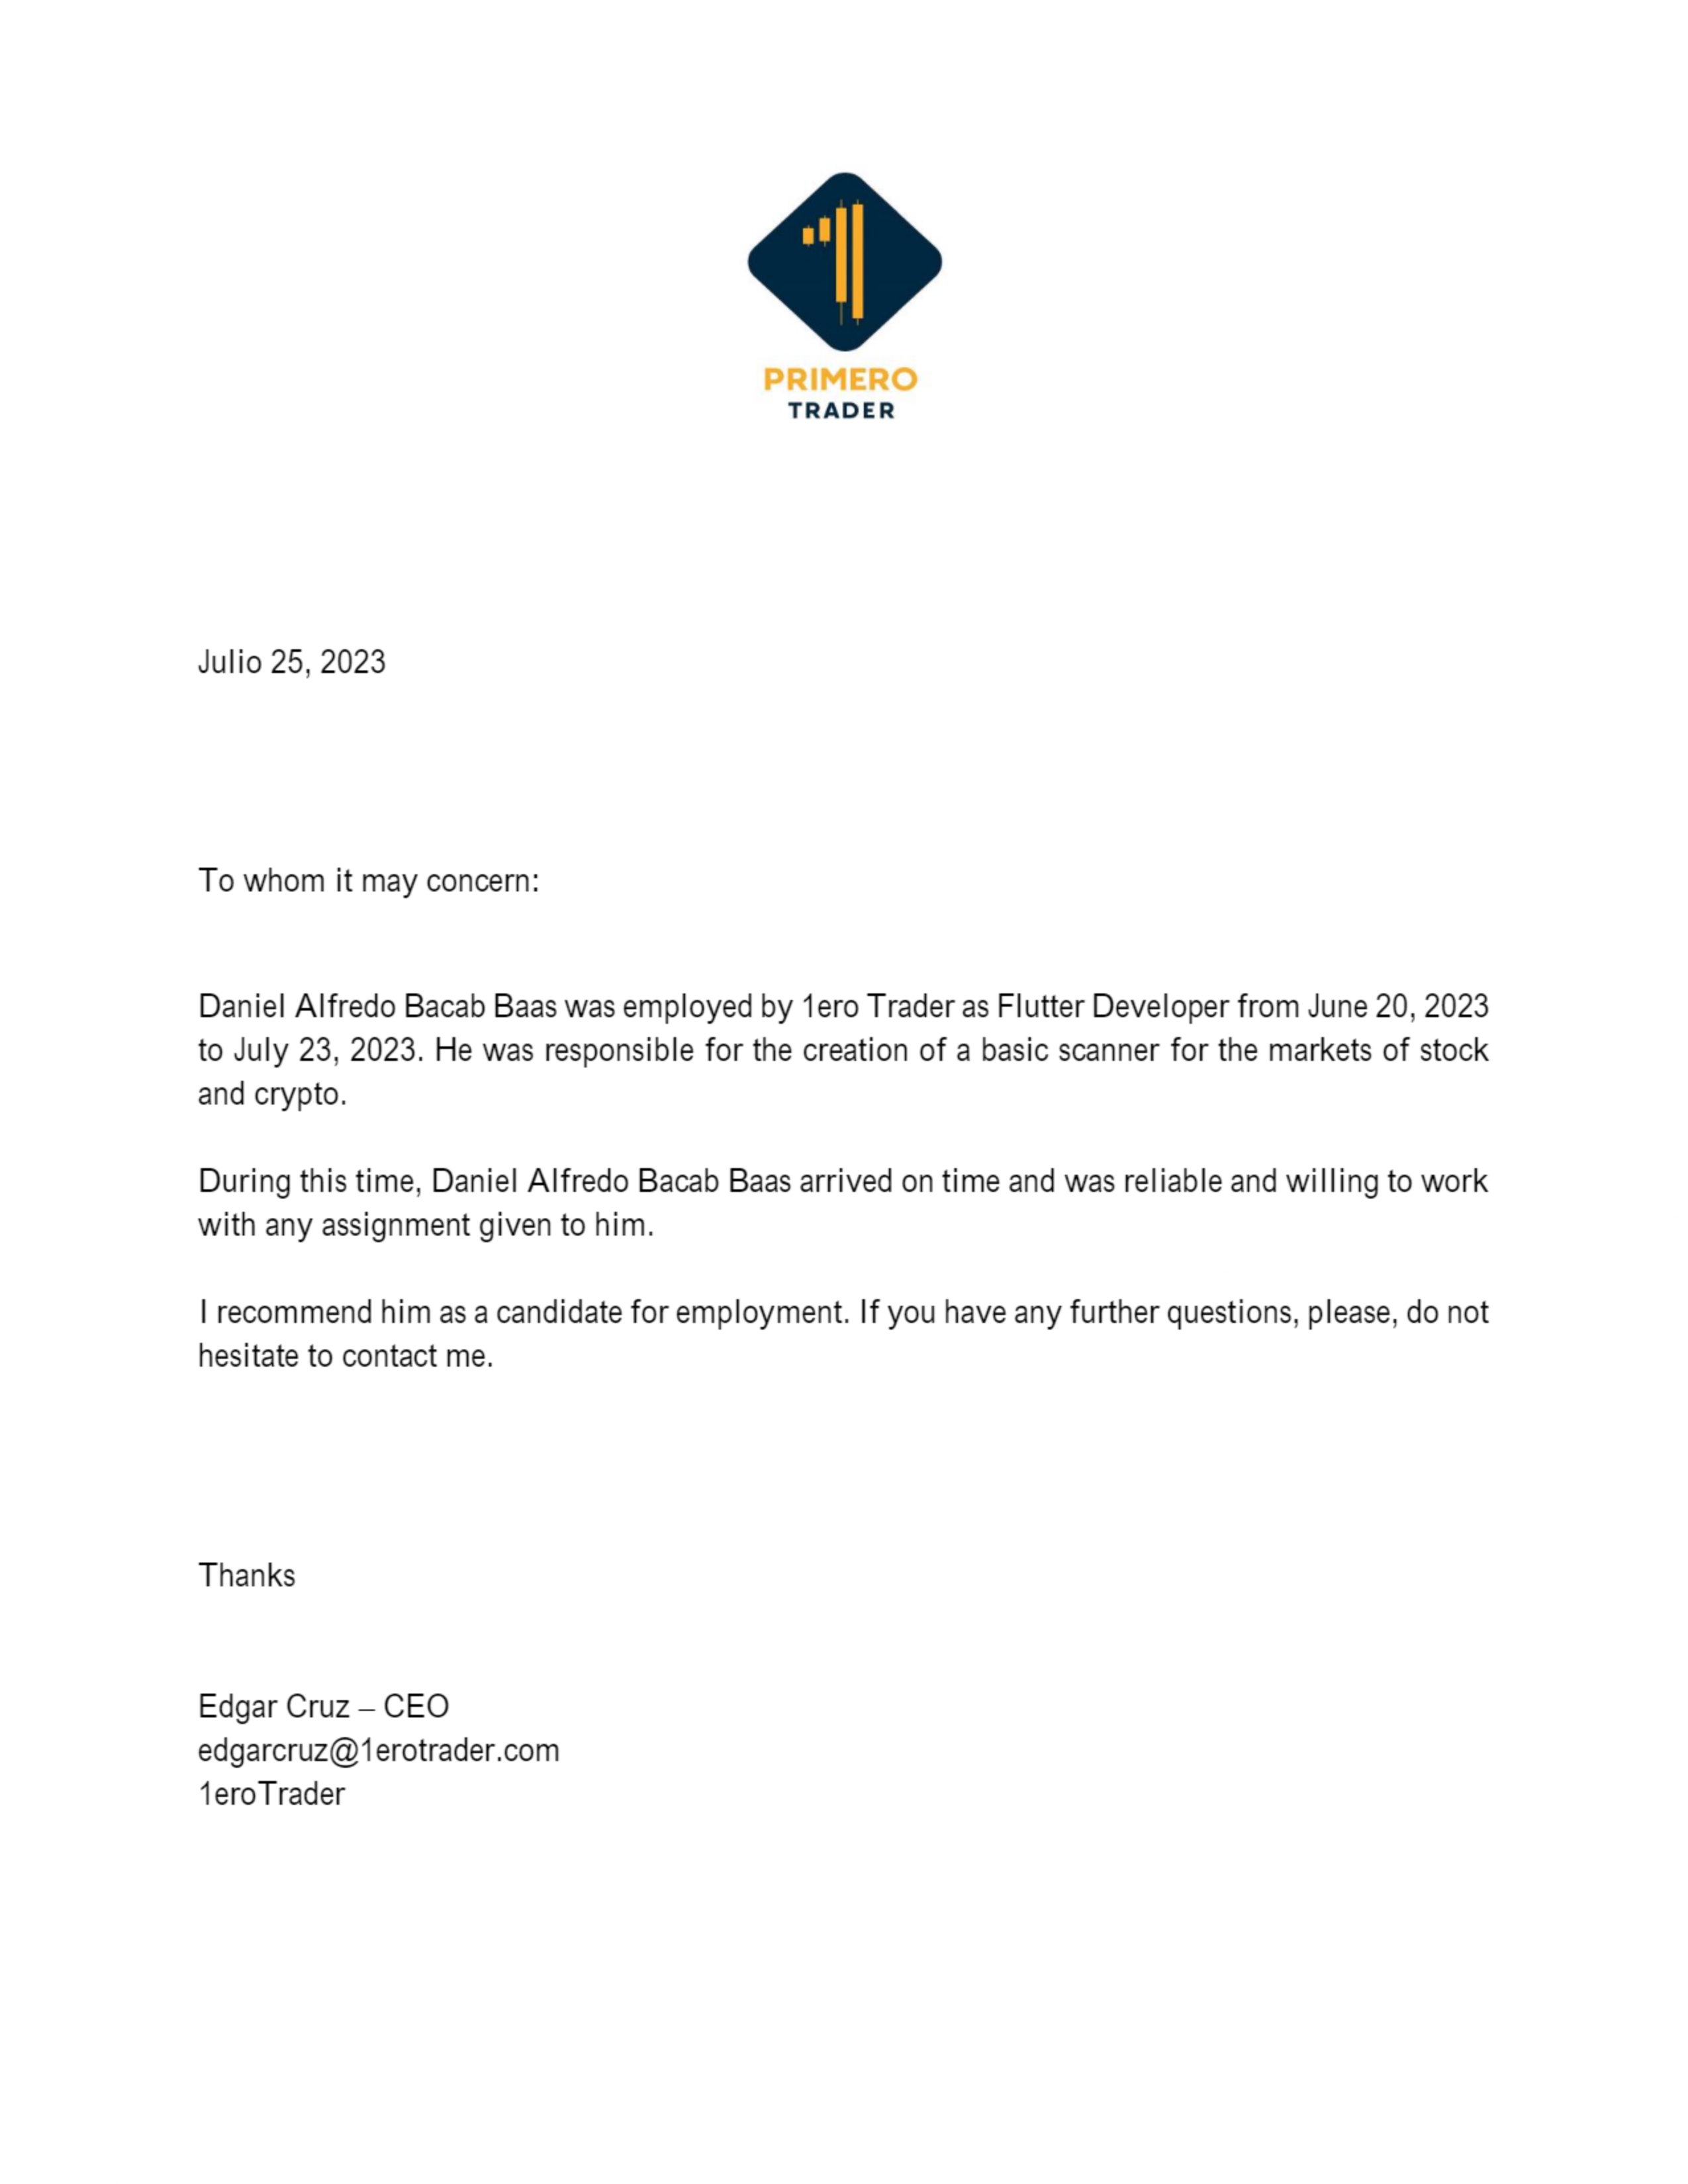 PRIMERO
TRADER
Julio 25, 2023
To whom it may concern:
Daniel Alfredo Bacab Baas was employed by 1ero Trader as Flutter Developer from June 20, 2023
to July 23, 2023. He was responsible for the creation of a basic scanner for the markets of stock
and crypto.
During this time, Daniel Alfredo Bacab Baas arrived on time and was reliable and willing to work
with any assignment given to him.
I recommend him as a candidate for employment. If you have any further questions, please, do not
hesitate to contact me.
Thanks
Edgar Cruz – CEO
edgarcruz@1erotrader.com
1eroTrader